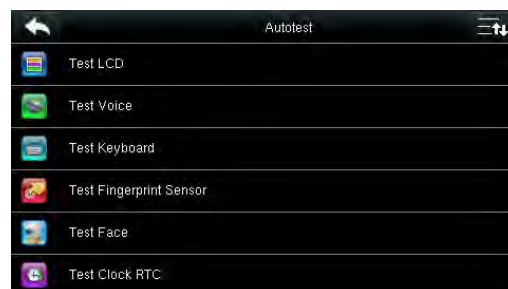 Autotest
Test LCD
Test Voice
Test Keyboard
Test Fingerprint Sensor
Test Face
Test Clock RTC